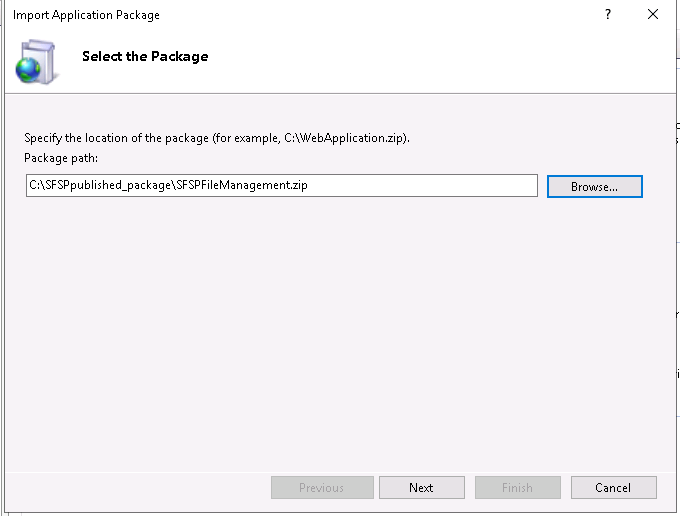 Import Application Package
?
Select the Package
Specify the location of the package (for example, C:\WebApplication.zip).
Package path:
C:\SFSPpublished_package\SFSPFileManagement.zip
Browse...
Previous
Next
Finish
Cancel